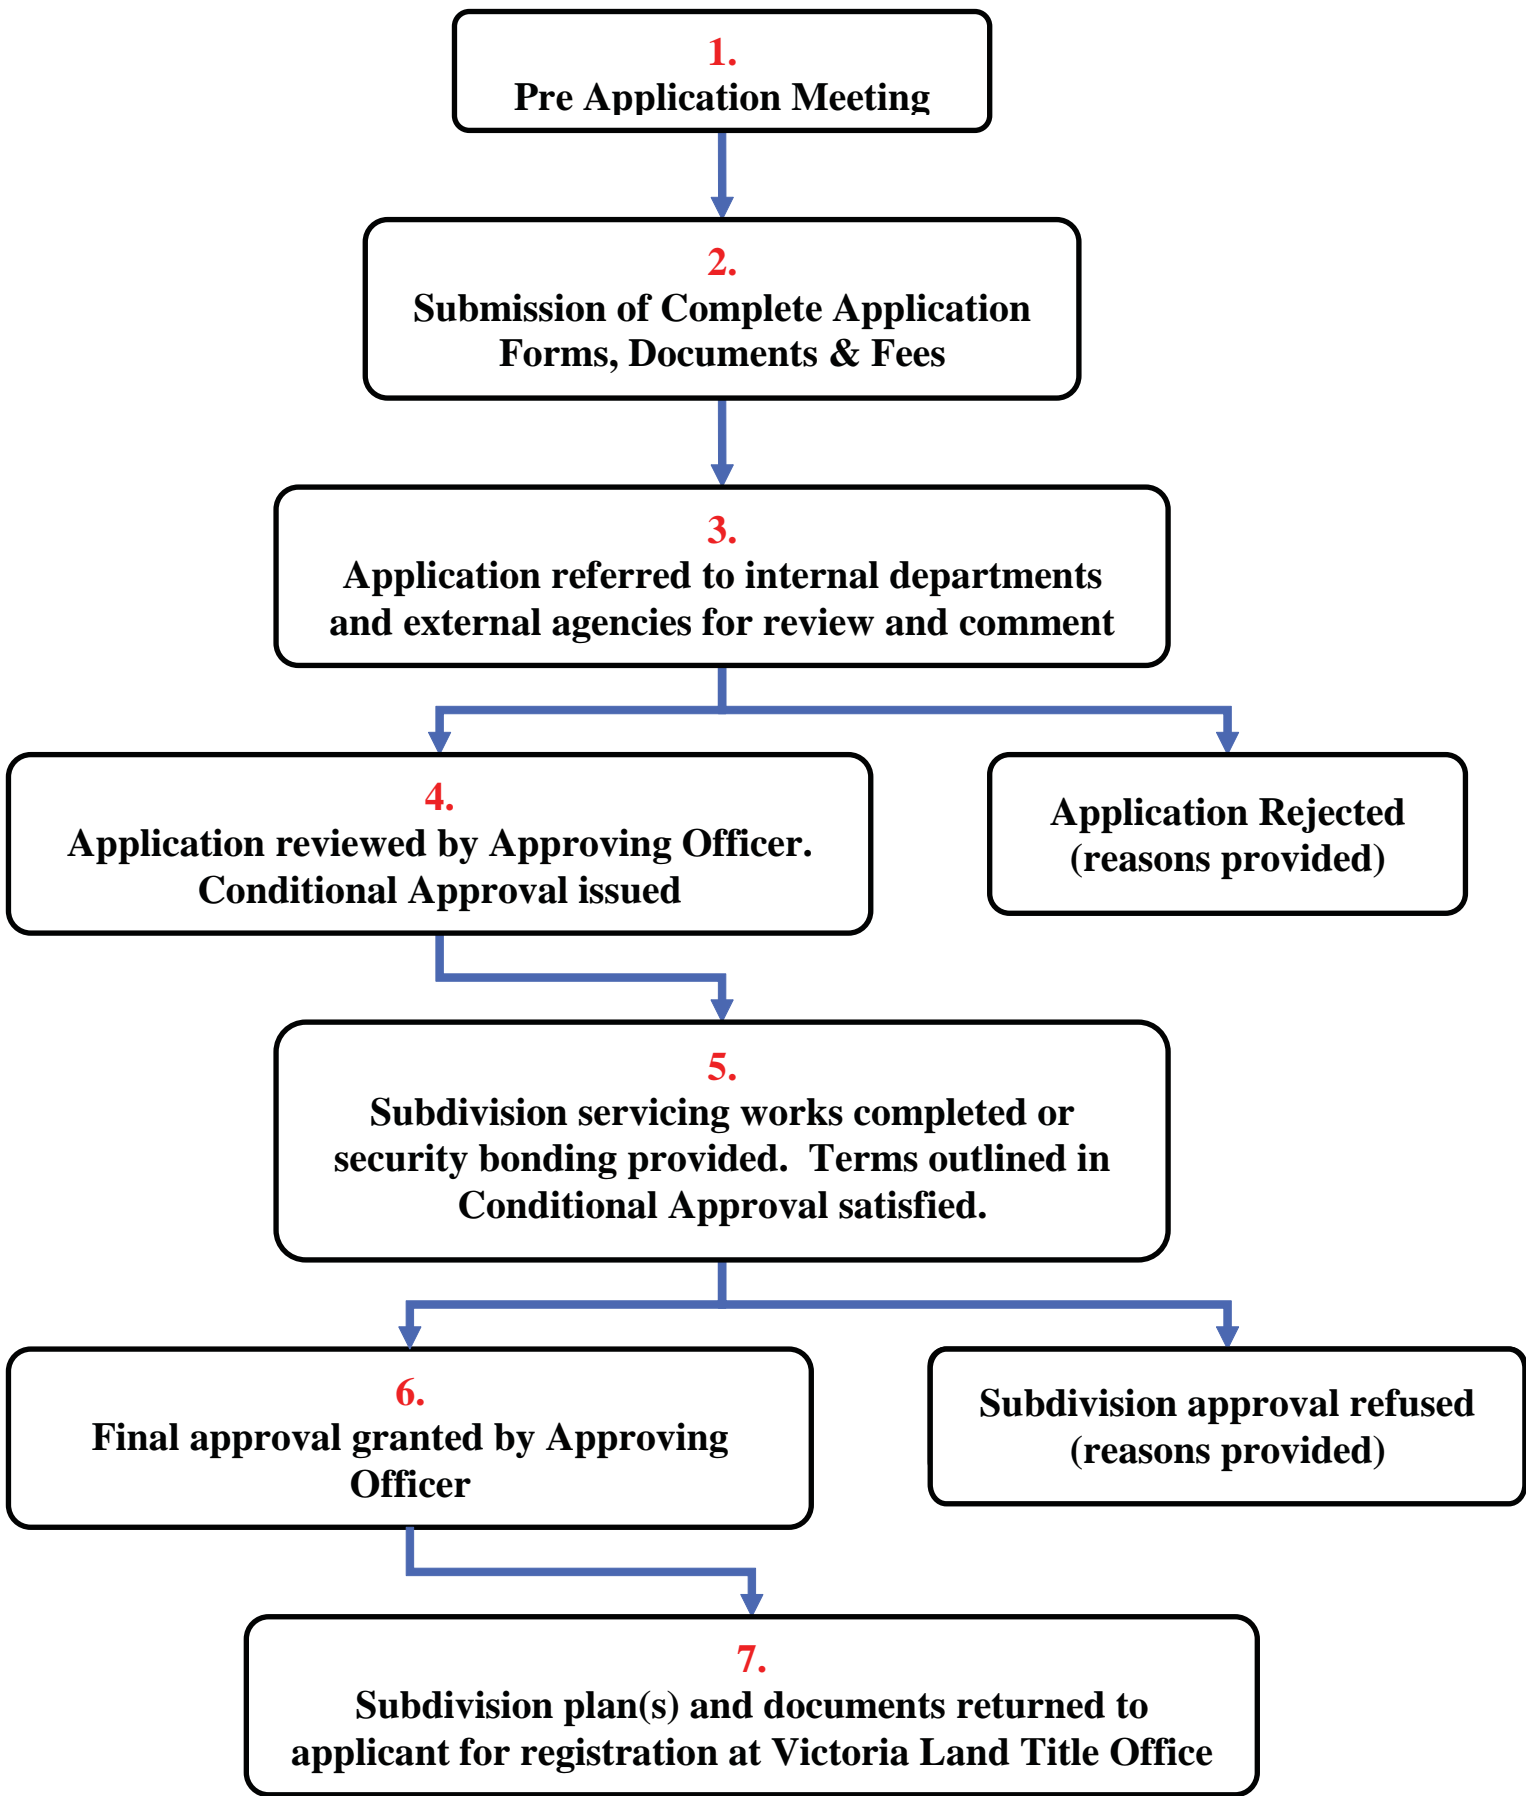 1.
Pre Application Meeting
2.
Submission of Complete Application
Forms, Documents & Fees
3.
Application referred to internal departments
and external agencies for review and comment
4.
Application reviewed by Approving Officer.
Conditional Approval issued
Application Rejected
(reasons provided)
5.
Subdivision servicing works completed or
security bonding provided.  Terms outlined in
Conditional Approval satisfied.
6.
Final approval granted by Approving
Officer
Subdivision approval refused
(reasons provided)
7.
Subdivision plan(s) and documents returned to
applicant for registration at Victoria Land Title Office